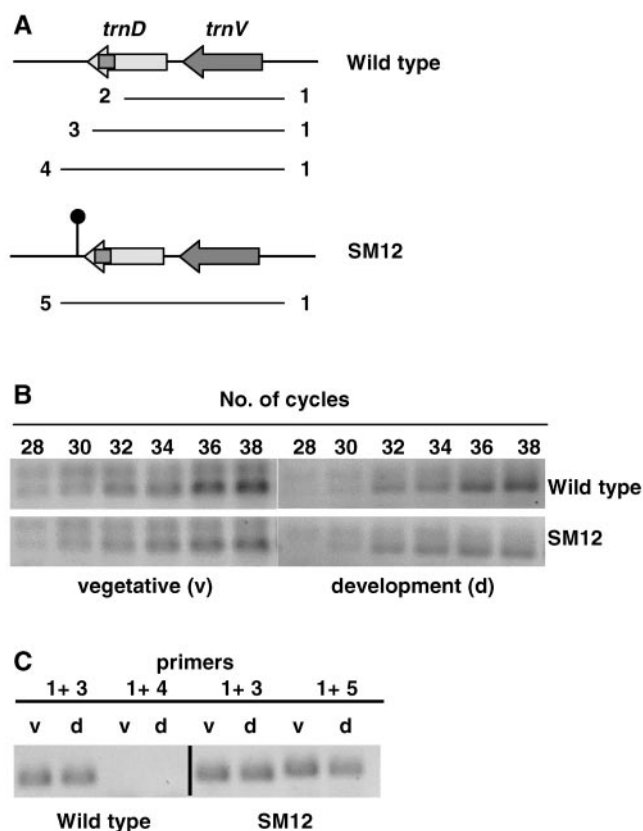 A
trnD trnV
Wild type
2 1
3 1
4 1
SM12
5 1
B
No. of cycles
28 30 32 34 36 38 28 30 32 34 36 38
Wild type
SM12
vegetative (v) development (d)
C
primers
1+ 3 1+ 4 1+ 3 1+ 5
v d v d v d v d
Wild type SM12